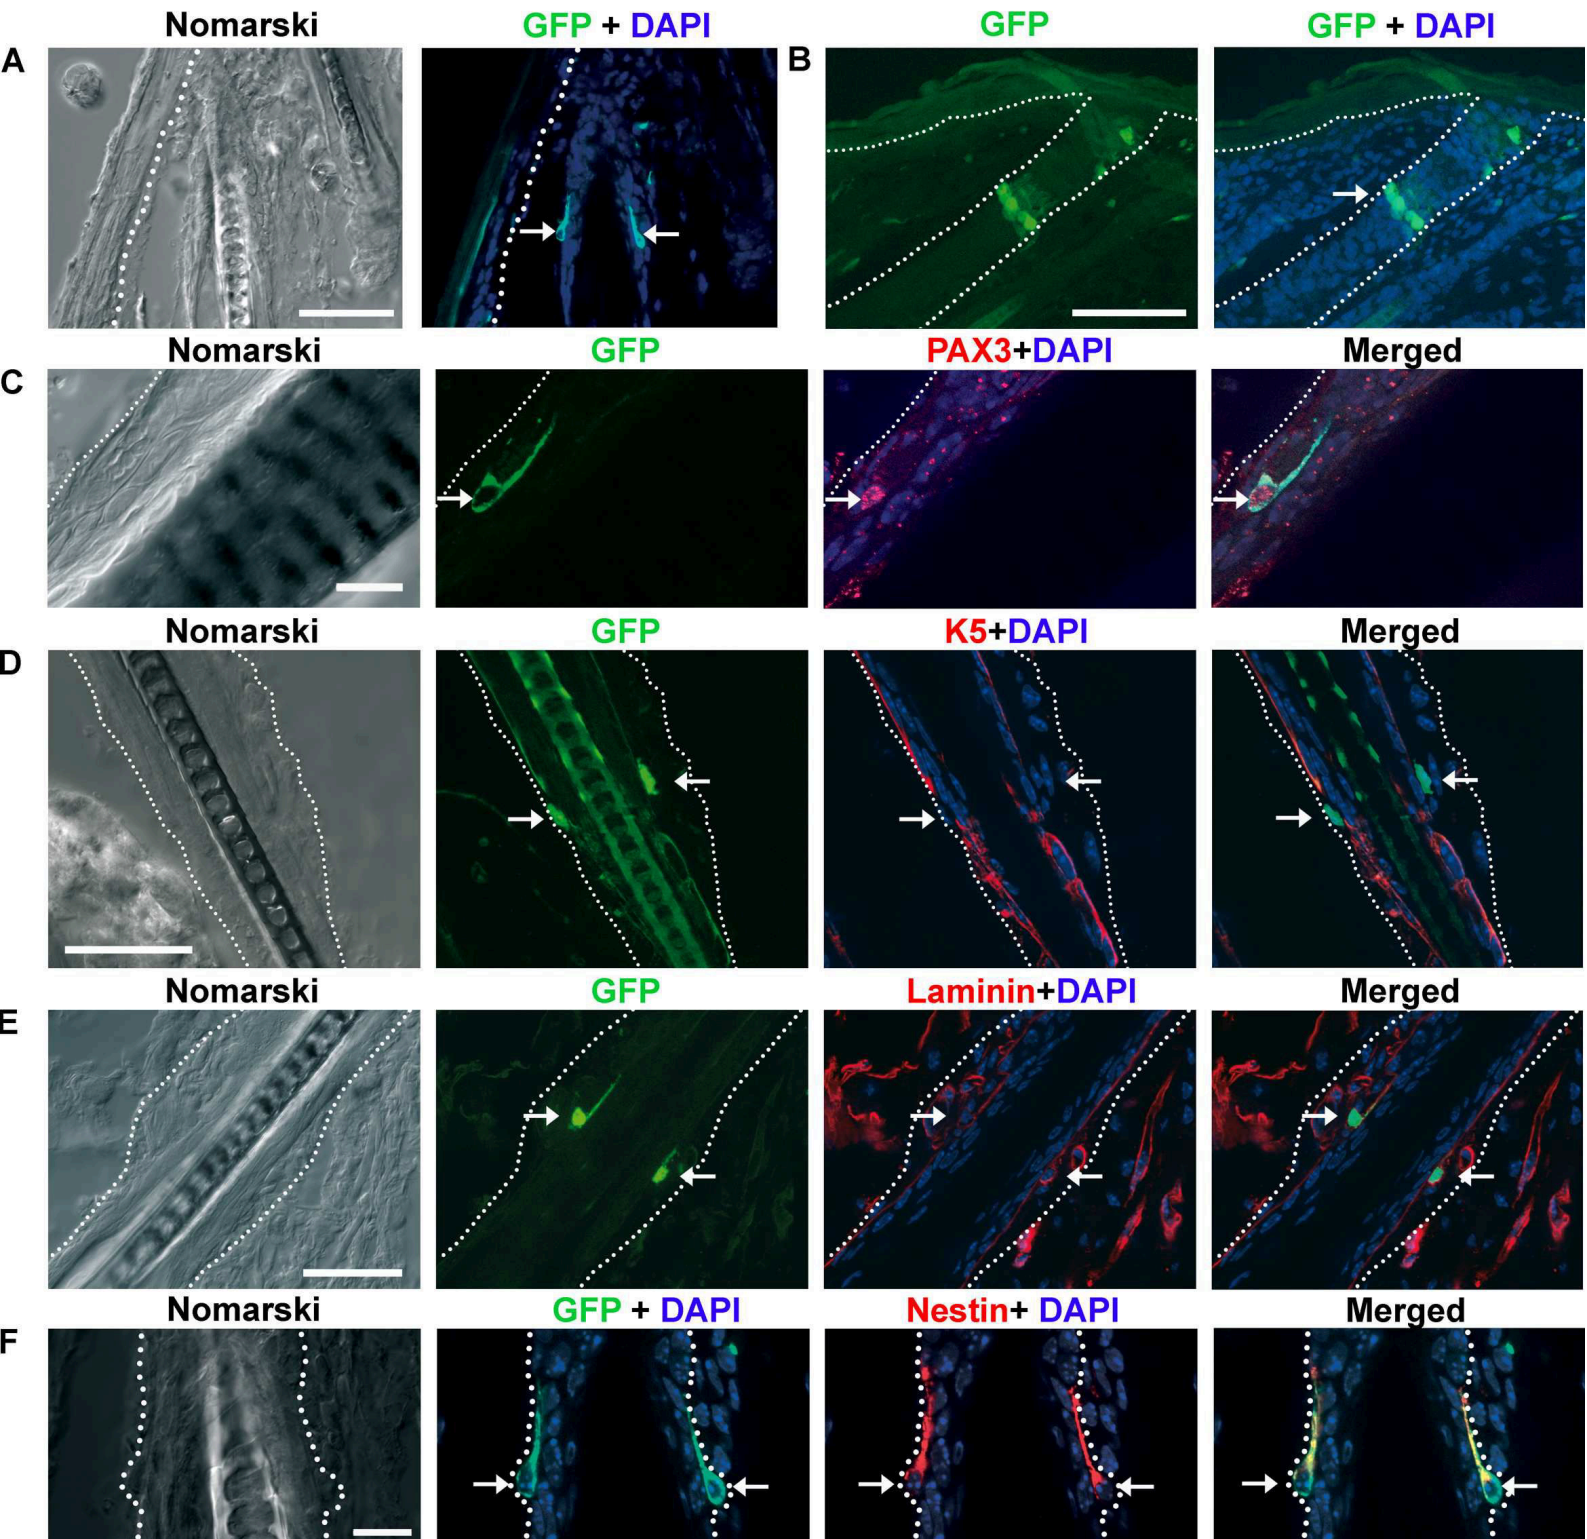 Nomarski GFP + DAPI GFP GFP + DAPI
A B
Nomarski GFP PAX3+DAPI Merged
C
Nomarski GFP K5+DAPI Merged
D
Nomarski GFP Laminin+DAPI Merged
E
Nomarski GFP + DAPI Nestin+ DAPI Merged
F